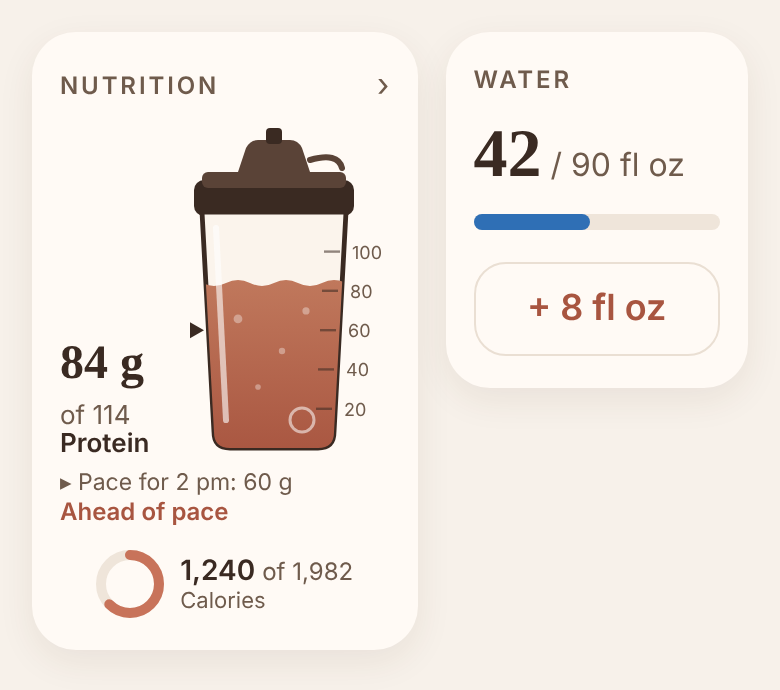 NUTRITION ›
100
80
60
40
20
84 g
of 114
Protein
▸ Pace for 2 pm: 60 g
Ahead of pace
1,240 of 1,982
Calories
WATER
42 / 90 fl oz
+ 8 fl oz